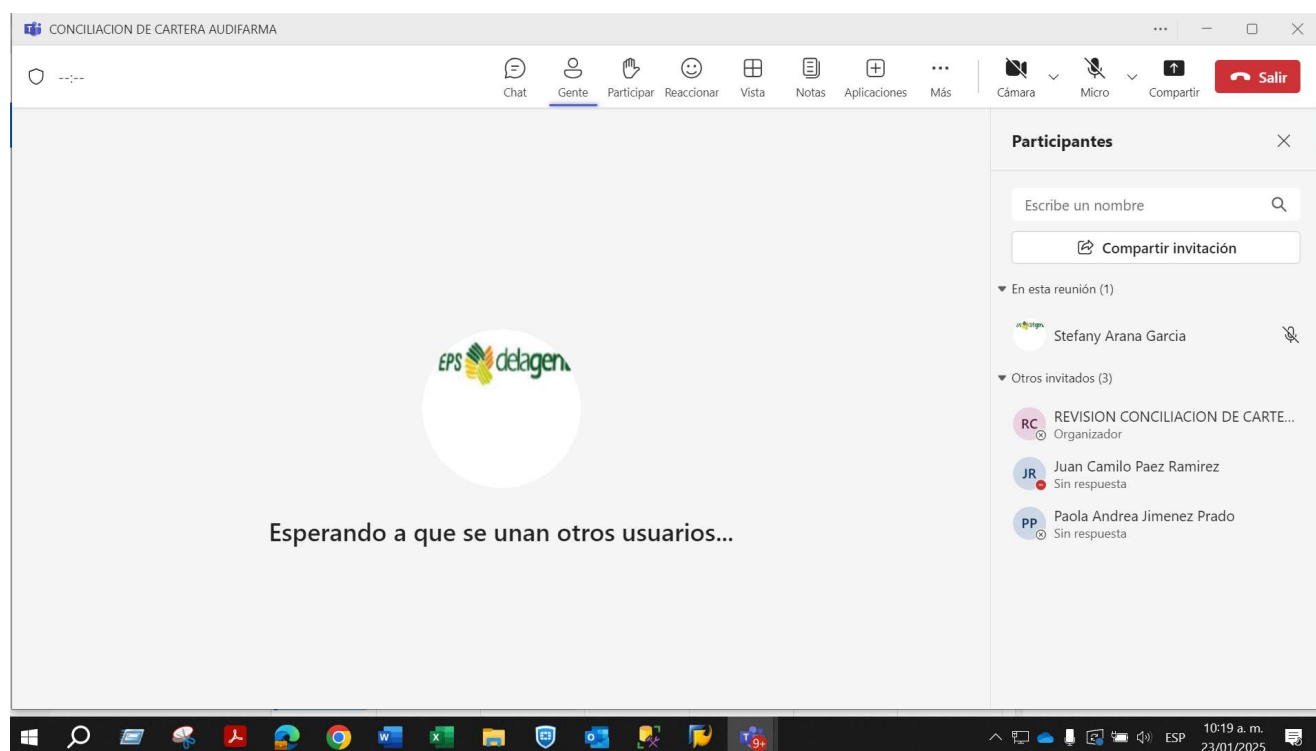 CONCILIACION DE CARTERA AUDIFARMA
--:--
Chat
Gente
Participar
Reaccionar
Vista
Notas
Aplicaciones
Más
Cámara
Micro
Compartir
Salir
Participantes
Escribe un nombre
Compartir invitación
En esta reunión (1)
Stefany Arana Garcia
Otros invitados (3)
RC
REVISION CONCILIACION DE CARTE...
Organizador
JR
Juan Camilo Paez Ramirez
Sin respuesta
PP
Paola Andrea Jimenez Prado
Sin respuesta
EPS delagen
Esperando a que se unan otros usuarios...
9+
ESP
10:19 a. m.
23/01/2025